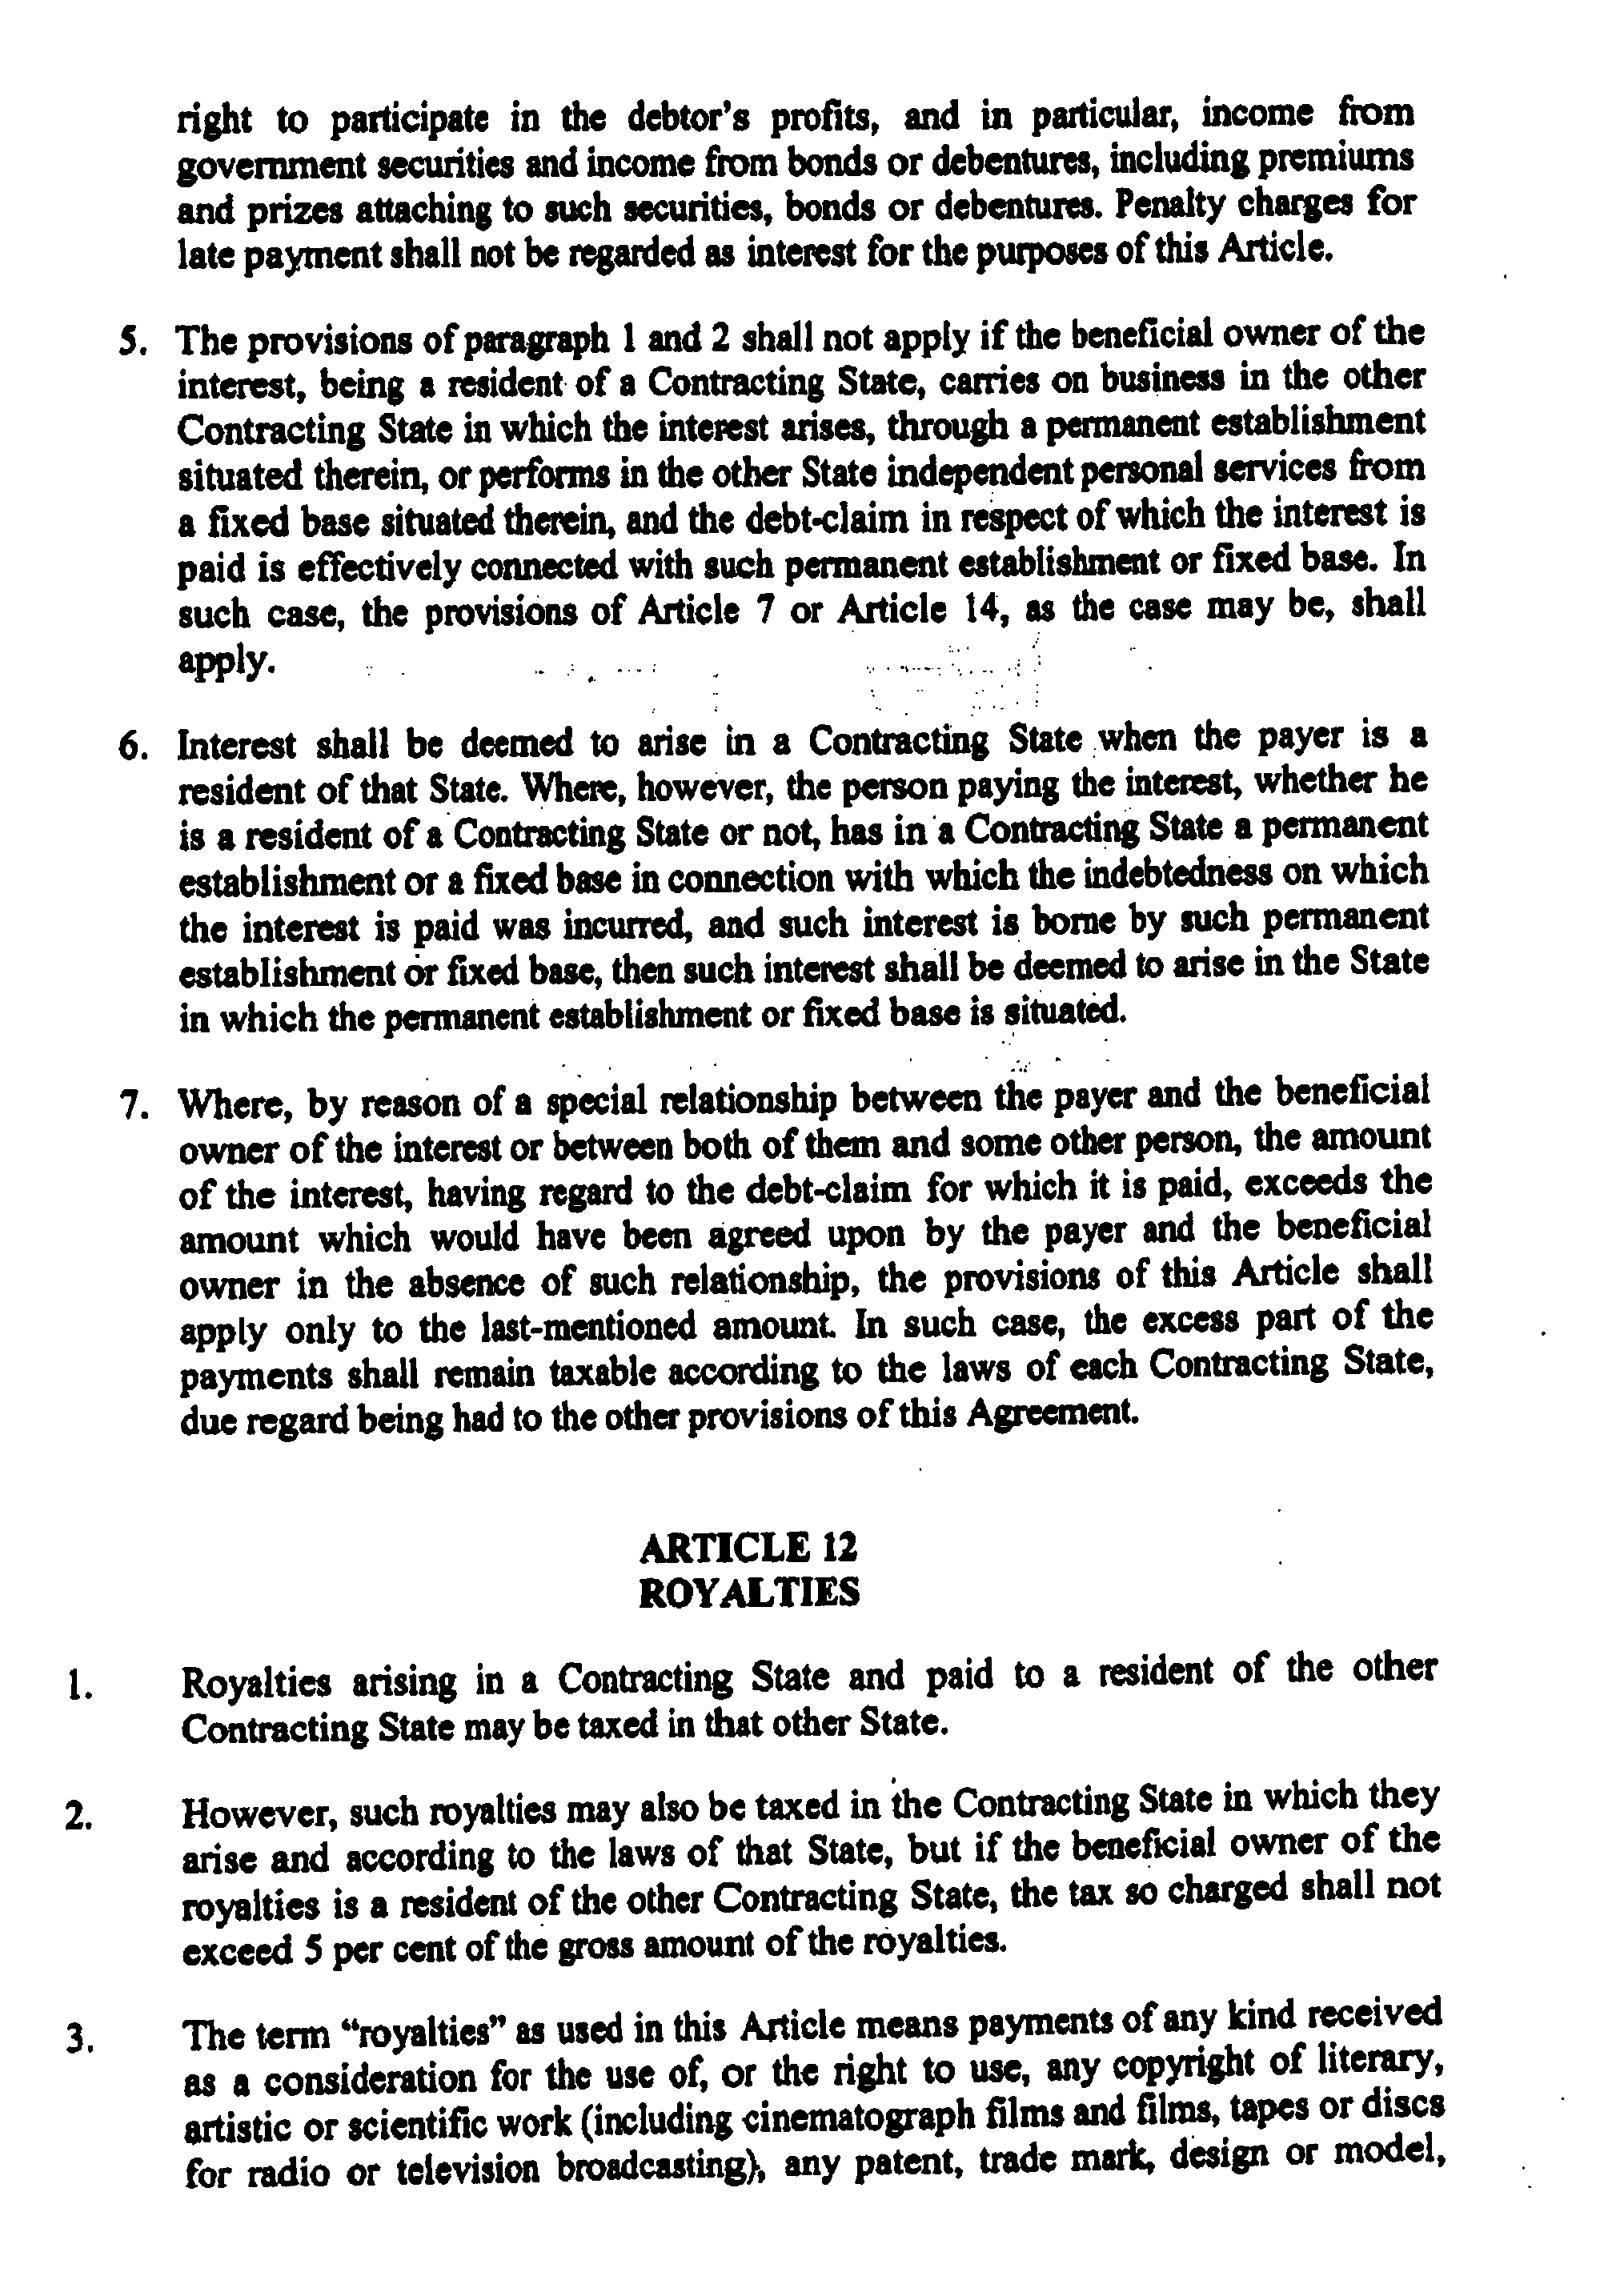 right to participate in the debtor's profits, and in particular, income from
government securities and income from bonds or debentures, including premiums
and prizes attaching to such securities, bonds or debentures. Penalty charges for
late payment shall not be regarded as interest for the purposes of this Article.
5. The provisions of paragraph 1 and 2 shall not apply if the beneficial owner of the
interest, being a resident of a Contracting State, carries on business in the other
Contracting State in which the interest arises, through a permanent establishment
situated therein, or performs in the other State independent personal services from
a fixed base situated therein, and the debt-claim in respect of which the interest is
paid is effectively connected with such permanent establishment or fixed base. In
such case, the provisions of Article 7 or Article 14, as the case may be, shall
apply.
6. Interest shall be deemed to arise in a Contracting State when the payer is a
resident of that State. Where, however, the person paying the interest, whether he
is a resident of a Contracting State or not, has in a Contracting State a permanent
establishment or a fixed base in connection with which the indebtedness on which
the interest is paid was incurred, and such interest is borne by such permanent
establishment or fixed base, then such interest shall be deemed to arise in the State
in which the permanent establishment or fixed base is situated.
7. Where, by reason of a special relationship between the payer and the beneficial
owner of the interest or between both of them and some other person, the amount
of the interest, having regard to the debt-claim for which it is paid, exceeds the
amount which would have been agreed upon by the payer and the beneficial
owner in the absence of such relationship, the provisions of this Article shall
apply only to the last-mentioned amount. In such case, the excess part of the
payments shall remain taxable according to the laws of each Contracting State,
due regard being had to the other provisions of this Agreement.
ARTICLE 12
ROYALTIES
1. Royalties arising in a Contracting State and paid to a resident of the other
Contracting State may be taxed in that other State.
2. However, such royalties may also be taxed in the Contracting State in which they
arise and according to the laws of that State, but if the beneficial owner of the
royalties is a resident of the other Contracting State, the tax so charged shall not
exceed 5 per cent of the gross amount of the royalties.
3. The term “royalties” as used in this Article means payments of any kind received
as a consideration for the use of, or the right to use, any copyright of literary,
artistic or scientific work (including cinematograph films and films, tapes or discs
for radio or television broadcasting), any patent, trade mark, design or model,